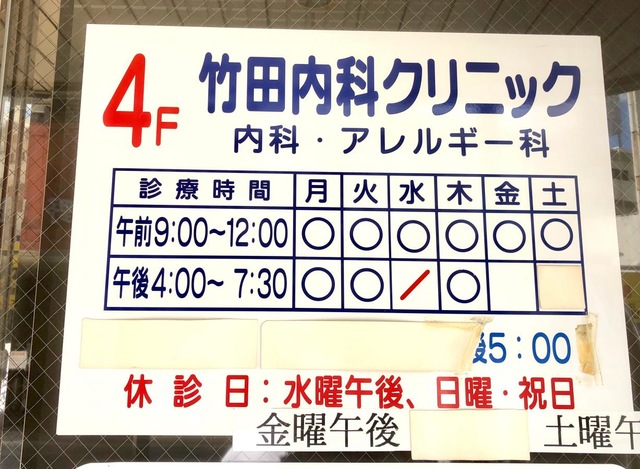 4F 竹田内科クリニック
内科・アレルギー科
診療時間 月 火 水 木 金 土
午前9:00〜12:00 ○ ○ ○ ○ ○ ○
午後4:00〜7:30 ○ ○ / ○
後5:00
休診日:水曜午後、日曜・祝日
金曜午後 土曜午